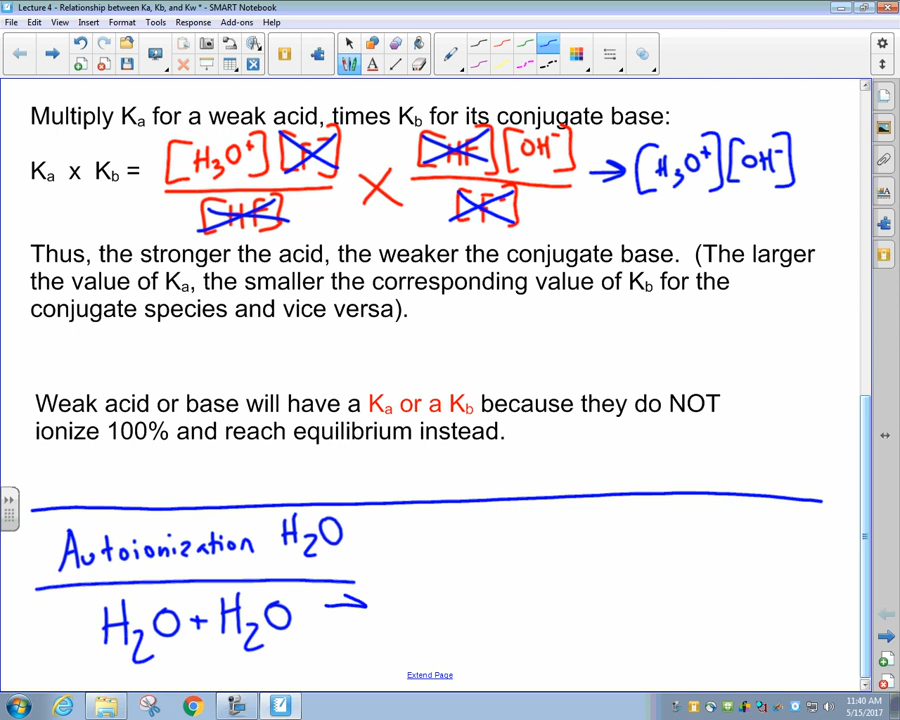 Lecture 4 - Relationship between Ka, Kb, and Kw * - SMART Notebook
File Edit View Insert Format Tools Response Add-ons Help
Multiply Ka for a weak acid, times Kb for its conjugate base:
Ka x Kb = [H3O+] [F-] / [HF] X [HF] [OH-] / [F-] → [H3O+] [OH-]
Thus, the stronger the acid, the weaker the conjugate base. (The larger
the value of Ka, the smaller the corresponding value of Kb for the
conjugate species and vice versa).
Weak acid or base will have a Ka or a Kb because they do NOT
ionize 100% and reach equilibrium instead.
Autoionization H2O
H2O + H2O →
Extend Page
11:40 AM
5/15/2017